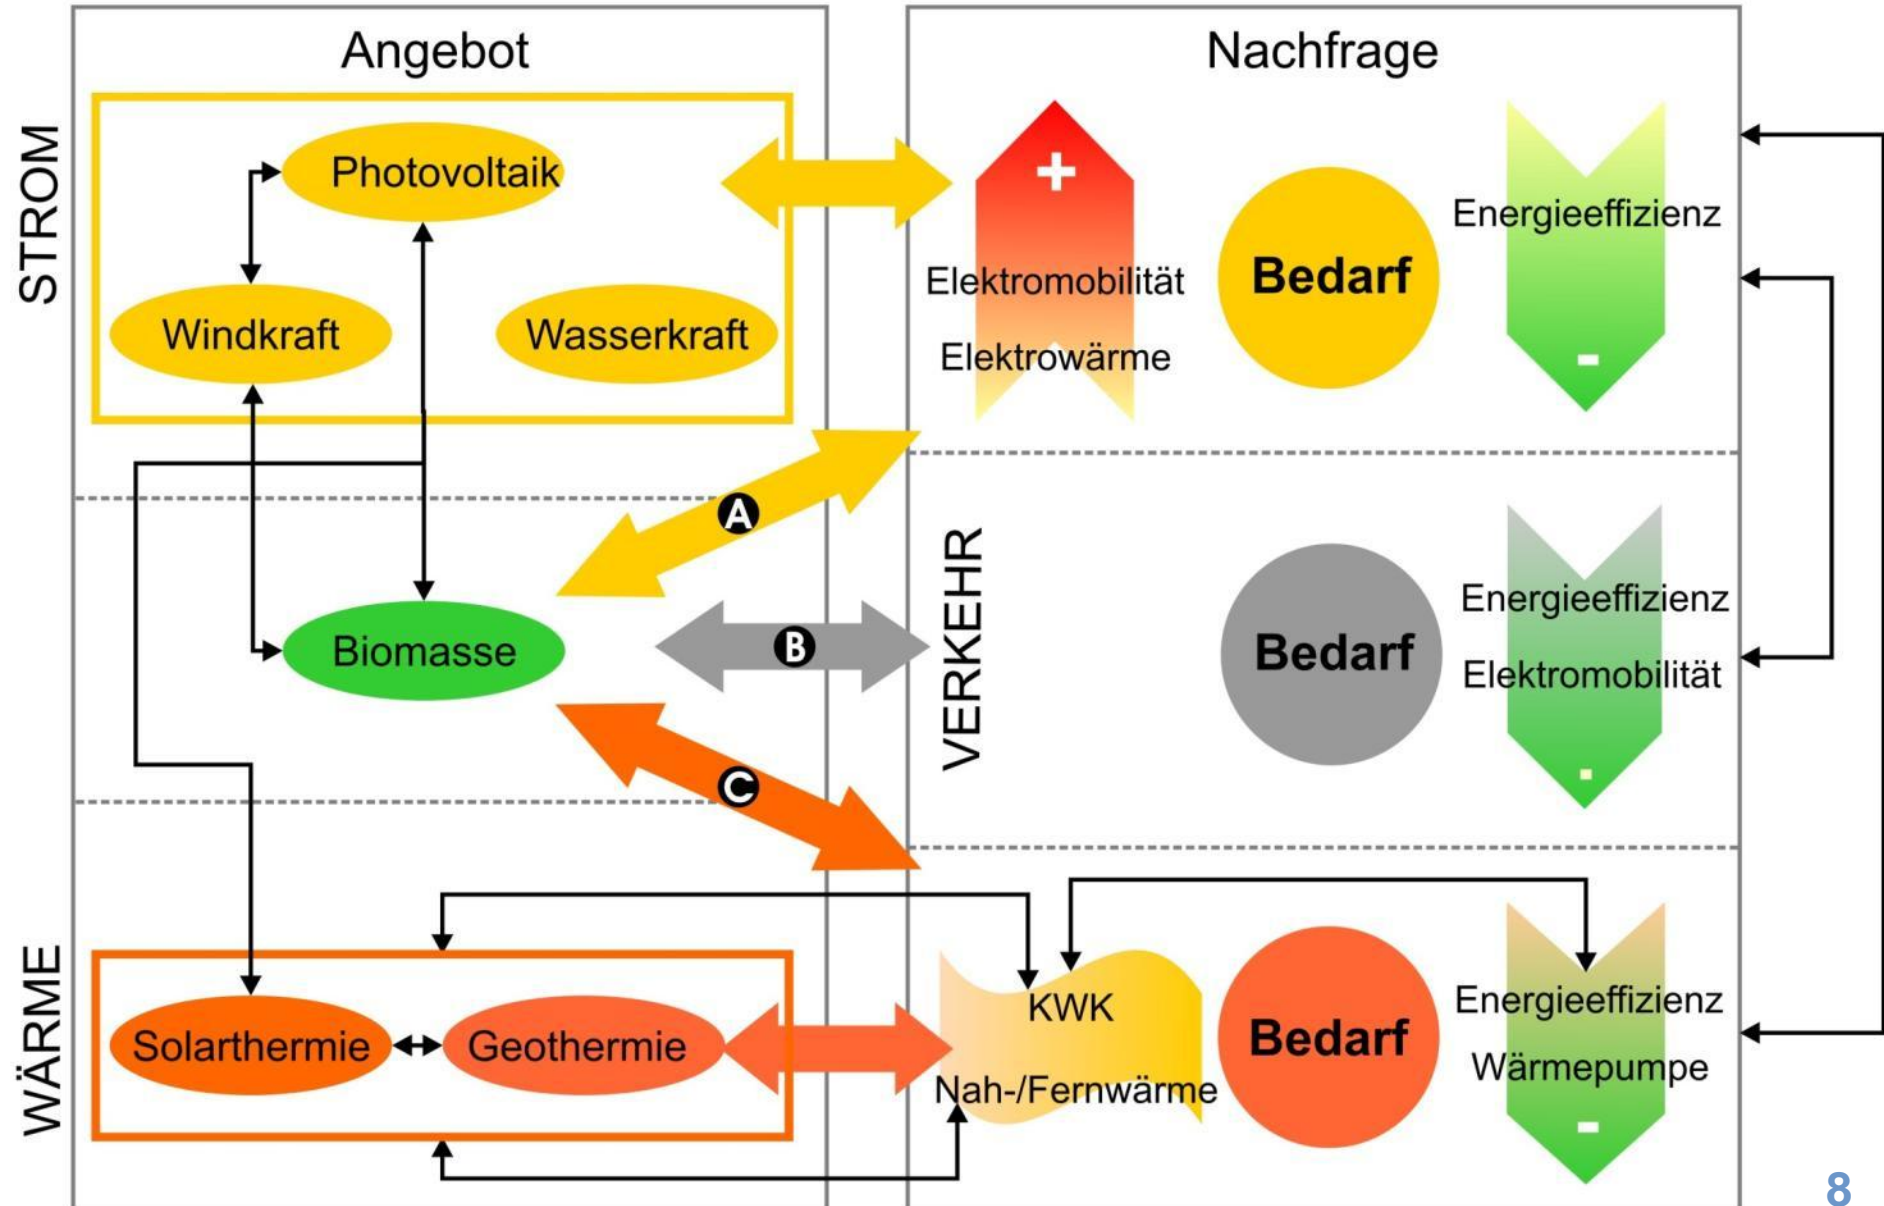 Angebot
Nachfrage
STROM
Photovoltaik
Windkraft
Wasserkraft
+
Elektromobilität
Elektrowärme
Bedarf
Energieeffizienz
-
A
Biomasse
B
C
VERKEHR
Bedarf
Energieeffizienz
Elektromobilität
-
WÄRME
Solarthermie
Geothermie
KWK
Nah-/Fernwärme
Bedarf
Energieeffizienz
Wärmepumpe
-
8